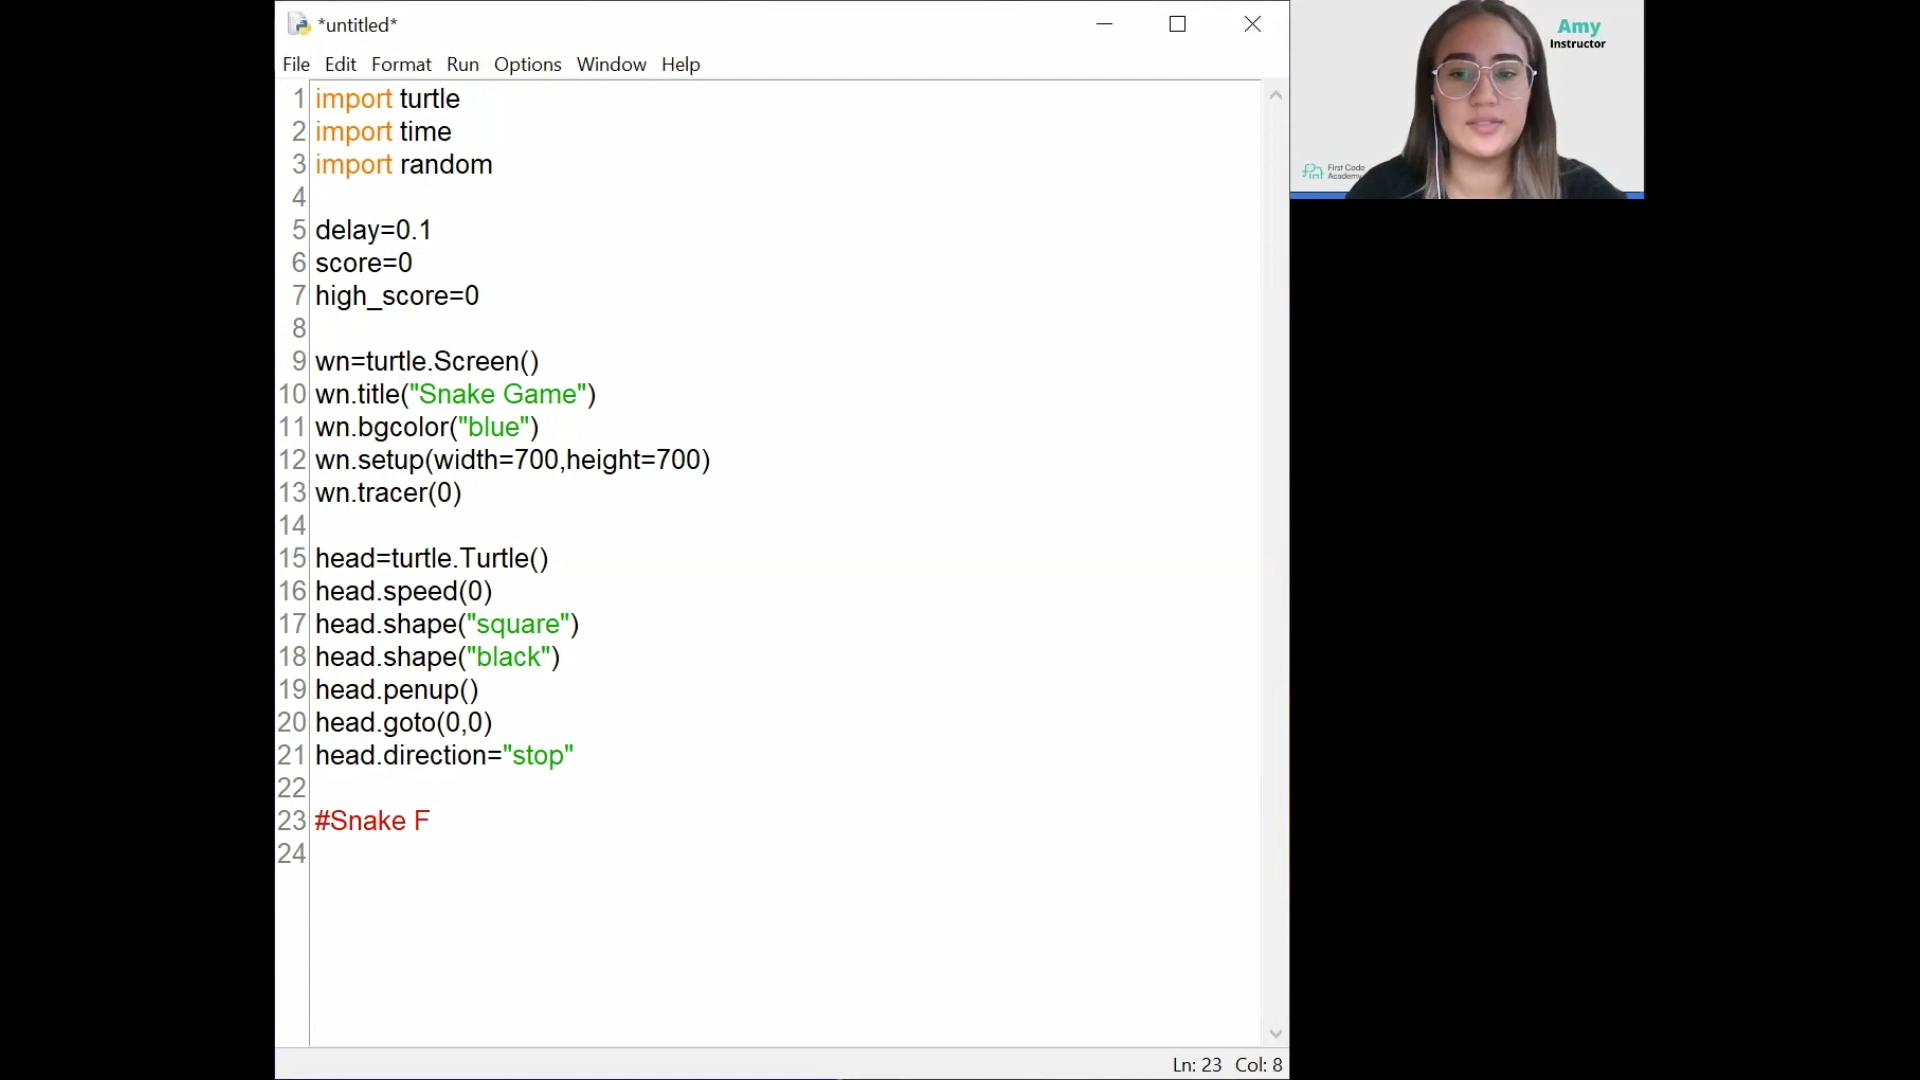 *untitled*
File Edit Format Run Options Window Help
1 import turtle
2 import time
3 import random
4
5 delay=0.1
6 score=0
7 high_score=0
8
9 wn=turtle.Screen()
10 wn.title("Snake Game")
11 wn.bgcolor("blue")
12 wn.setup(width=700,height=700)
13 wn.tracer(0)
14
15 head=turtle.Turtle()
16 head.speed(0)
17 head.shape("square")
18 head.shape("black")
19 head.penup()
20 head.goto(0,0)
21 head.direction="stop"
22
23 #Snake F
24
Ln: 23 Col: 8
Amy
Instructor
First Code
Academy